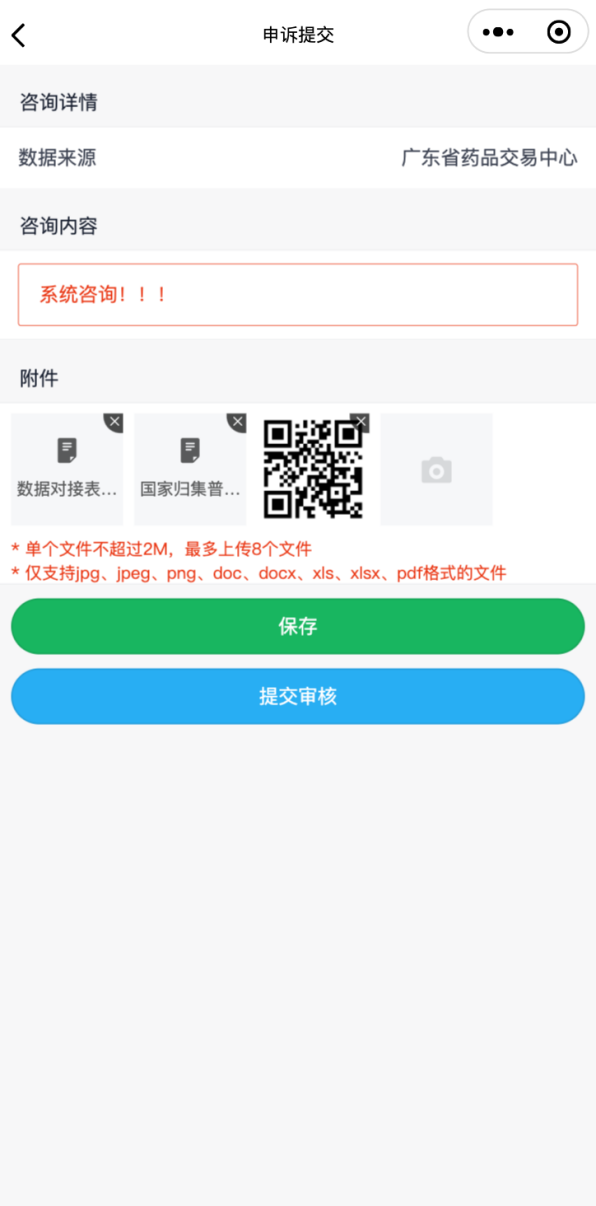 申诉提交
咨询详情
数据来源 广东省药品交易中心
咨询内容
系统咨询！！！
附件
数据对接表... 国家归集普...
* 单个文件不超过2M，最多上传8个文件
* 仅支持jpg、jpeg、png、doc、docx、xls、xlsx、pdf格式的文件
保存
提交审核